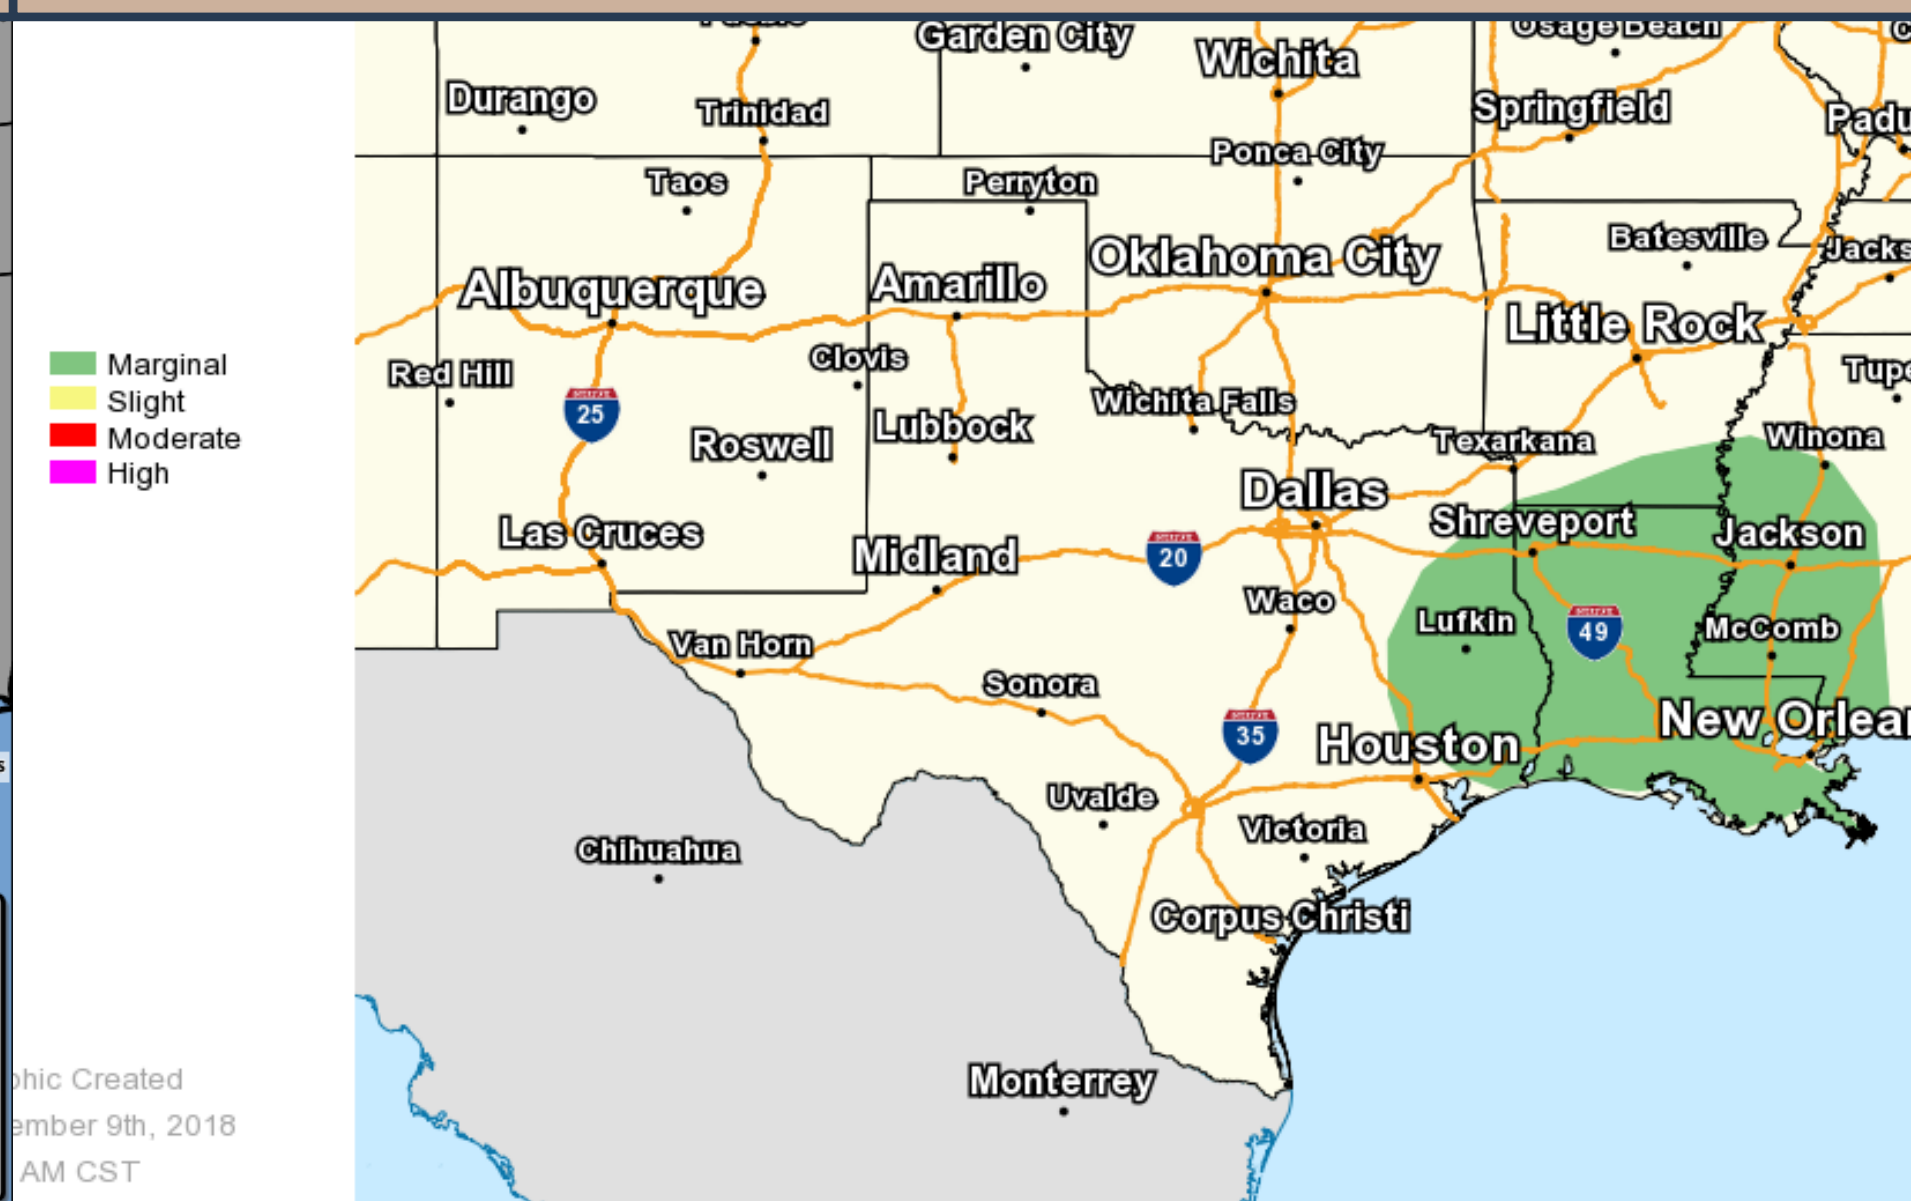 Pueblo
Garden City
Wichita
Osage Beach
Durango
Trinidad
Springfield
Padu
Ponca City
Taos
Perryton
Batesville
Jacks
Oklahoma City
Albuquerque
Amarillo
Little Rock
Clovis
Red Hill
Tupe
Marginal
Slight
Moderate
High
25
Wichita Falls
Lubbock
Roswell
Texarkana
Winona
Dallas
Shreveport
Jackson
Las Cruces
Midland
20
Waco
Lufkin
49
McComb
Van Horn
Sonora
35
Houston
New Orlean
s
Uvalde
Victoria
Chihuahua
Corpus Christi
Monterrey
phic Created
ember 9th, 2018
AM CST